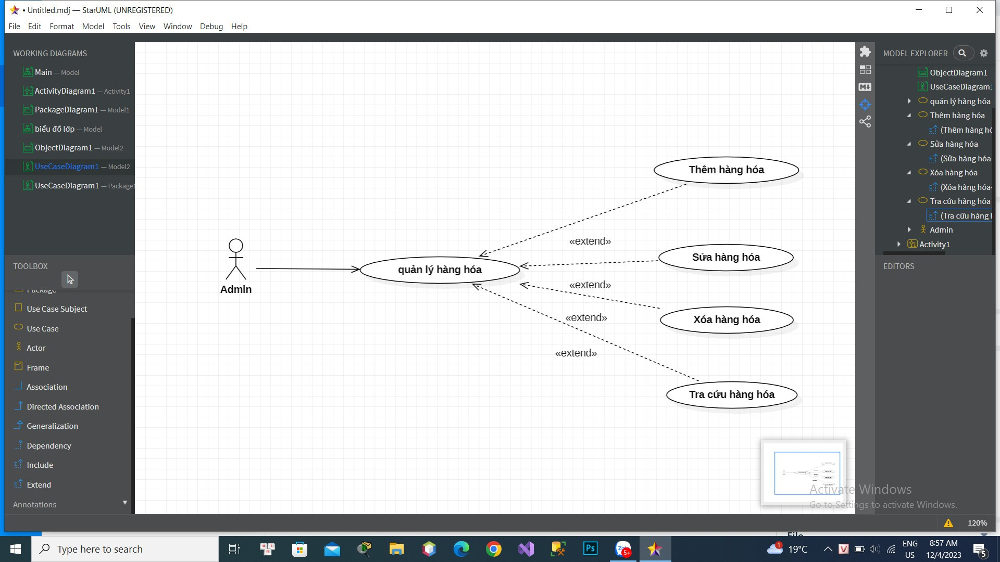 • Untitled.mdj — StarUML (UNREGISTERED)
File Edit Format Model Tools View Window Debug Help
WORKING DIAGRAMS
Main — Model
ActivityDiagram1 — Activity1
PackageDiagram1 — Model1
biểu đồ lớp — Model
ObjectDiagram1 — Model2
UseCaseDiagram1 — Model2
UseCaseDiagram1 — Package1
TOOLBOX
Package
Use Case Subject
Use Case
Actor
Frame
Association
Directed Association
Generalization
Dependency
Include
Extend
Annotations
Thêm hàng hóa
«extend»
Sửa hàng hóa
quản lý hàng hóa
Admin
«extend»
«extend»
Xóa hàng hóa
«extend»
Tra cứu hàng hóa
MODEL EXPLORER
ObjectDiagram1
UseCaseDiagram1
quản lý hàng hóa
Thêm hàng hóa
(Thêm hàng hó
Sửa hàng hóa
(Sửa hàng hóa-
Xóa hàng hóa
(Xóa hàng hóa-
Tra cứu hàng hóa
(Tra cứu hàng h
Admin
Activity1
EDITORS
Activate Windows
Go to Settings to activate Windows.
120%
File
Type here to search
Ps
5+
1
19°C
V
ENG
US
8:57 AM
12/4/2023
5